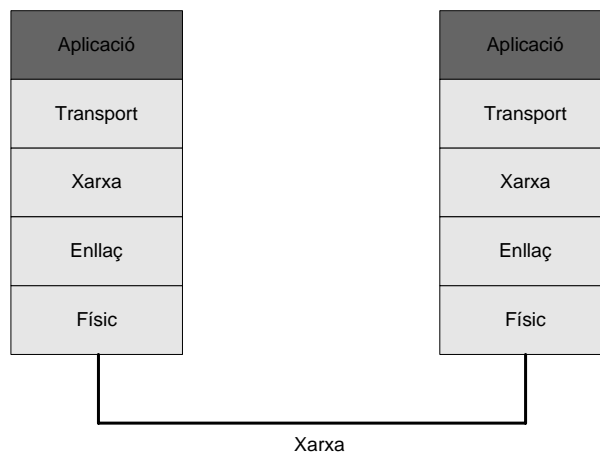 Aplicació
Transport
Xarxa
Enllaç
Físic
Aplicació
Transport
Xarxa
Enllaç
Físic
Xarxa